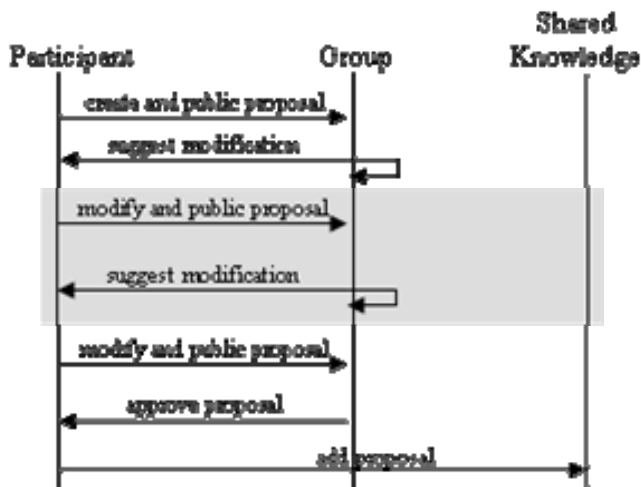 Shared
Participant Group Knowledge
create and public proposal
suggest modification
modify and public proposal
suggest modification
modify and public proposal
approve proposal
add proposal